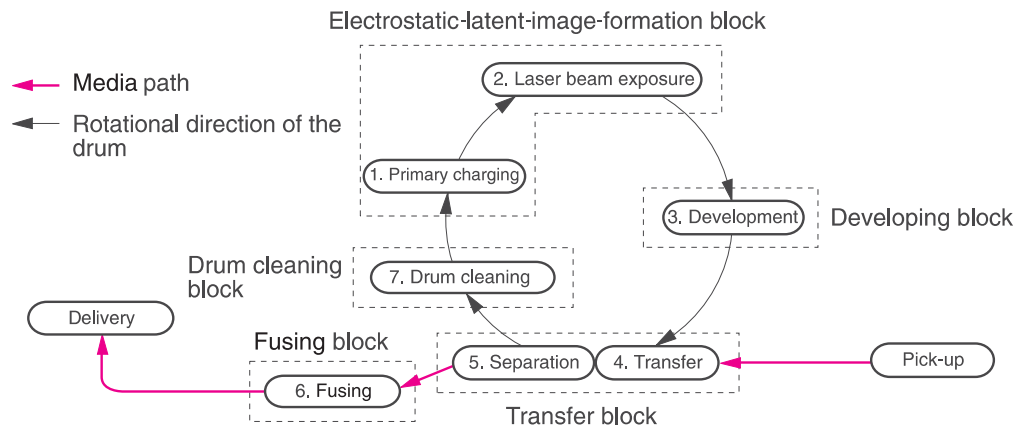 Electrostatic-latent-image-formation block
2. Laser beam exposure
Media path
Rotational direction of the
drum
1. Primary charging
3. Development
Developing block
Drum cleaning
block
7. Drum cleaning
Delivery
Fusing block
5. Separation
4. Transfer
Pick-up
6. Fusing
Transfer block